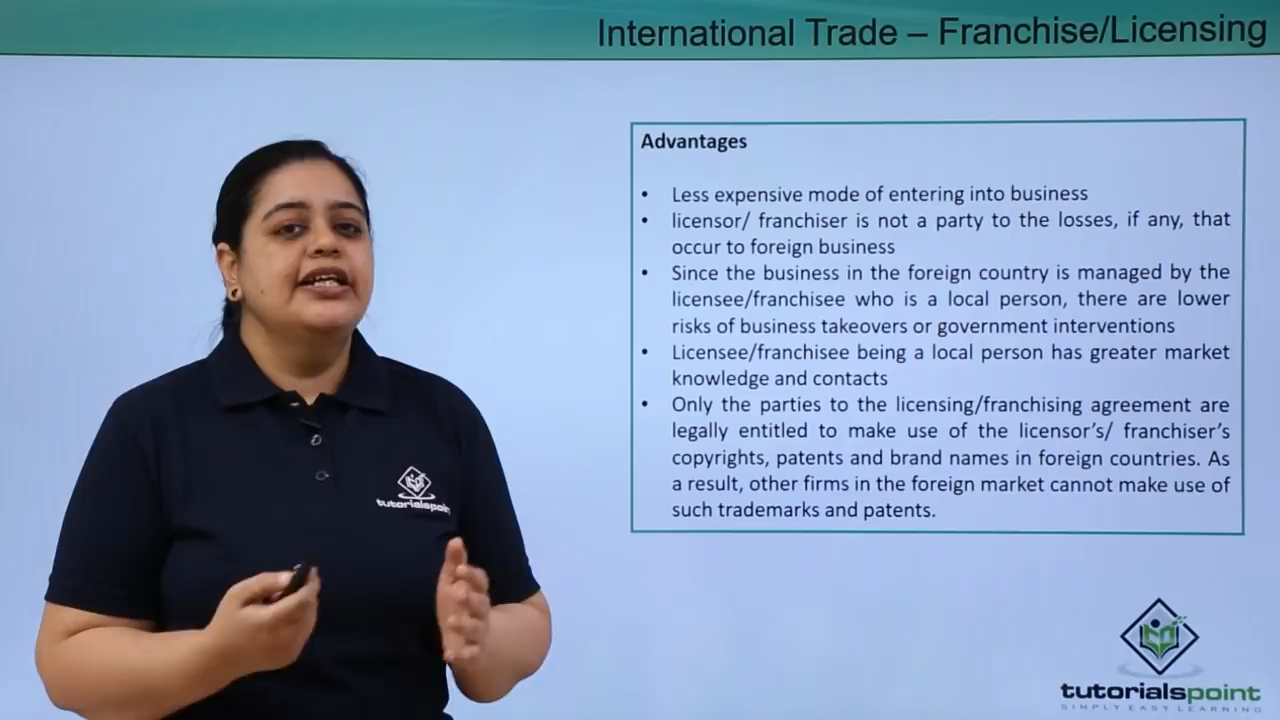 International Trade – Franchise/Licensing
Advantages
• Less expensive mode of entering into business
• licensor/ franchiser is not a party to the losses, if any, that
occur to foreign business
• Since the business in the foreign country is managed by the
licensee/franchisee who is a local person, there are lower
risks of business takeovers or government interventions
• Licensee/franchisee being a local person has greater market
knowledge and contacts
• Only the parties to the licensing/franchising agreement are
legally entitled to make use of the licensor’s/ franchiser’s
copyrights, patents and brand names in foreign countries. As
a result, other firms in the foreign market cannot make use of
such trademarks and patents.
tutorialspoint
tutorialspoint
SIMPLY EASY LEARNING